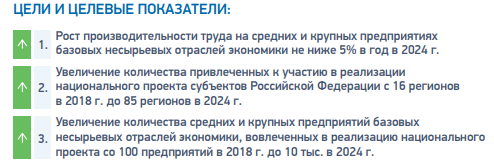 ЦЕЛИ И ЦЕЛЕВЫЕ ПОКАЗАТЕЛИ:
1. Рост производительности труда на средних и крупных предприятиях
базовых несырьевых отраслей экономики не ниже 5% в год в 2024 г.
2. Увеличение количества привлеченных к участию в реализации
национального проекта субъектов Российской Федерации с 16 регионов
в 2018 г. до 85 регионов в 2024 г.
3. Увеличение количества средних и крупных предприятий базовых
несырьевых отраслей экономики, вовлеченных в реализацию национального
проекта со 100 предприятий в 2018 г. до 10 тыс. в 2024 г.